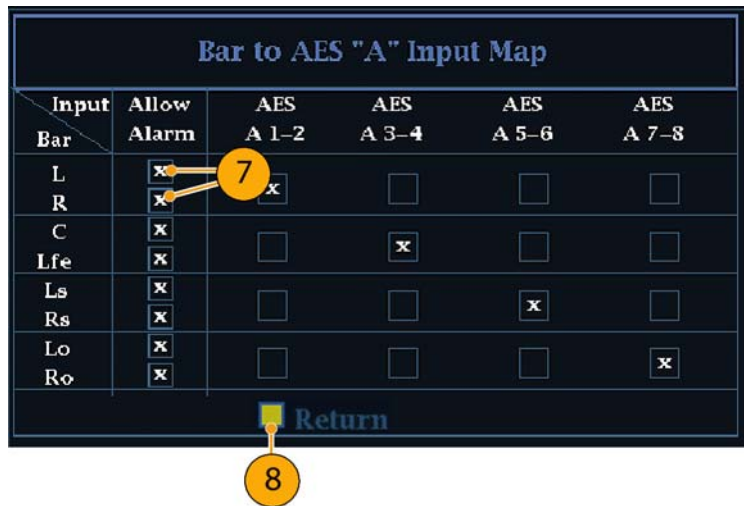 Bar to AES "A" Input Map
Input Allow AES AES AES AES
Bar Alarm A 1–2 A 3–4 A 5–6 A 7–8
L x
7
x
R x
C x
x
Lfe x
Ls x
x
Rs x
Lo x
x
Ro x
Return
8